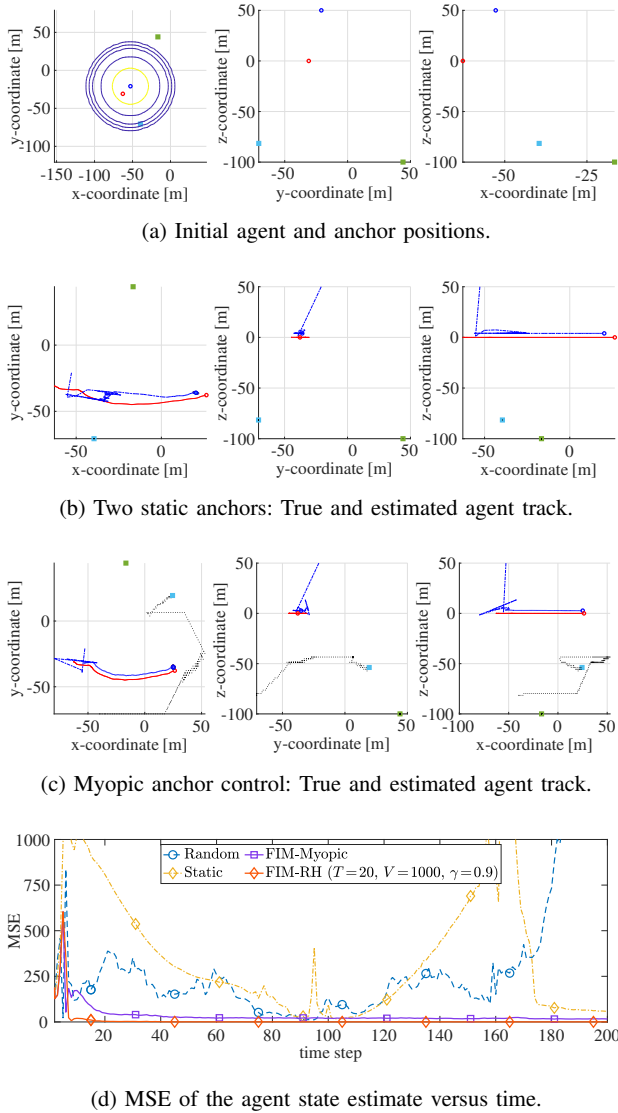 50
0
-50
-100
y-coordinate [m]
-150 -100 -50 0
x-coordinate [m]
50
0
-50
-100
z-coordinate [m]
-50 0 50
y-coordinate [m]
50
0
-50
-100
z-coordinate [m]
-50 -25
x-coordinate [m]
(a) Initial agent and anchor positions.
0
-50
y-coordinate [m]
-50 0
x-coordinate [m]
50
0
-50
-100
z-coordinate [m]
-50 0 50
y-coordinate [m]
50
0
-50
-100
z-coordinate [m]
-50 0
x-coordinate [m]
(b) Two static anchors: True and estimated agent track.
0
-50
y-coordinate [m]
-50 0 50
x-coordinate [m]
50
0
-50
-100
z-coordinate [m]
-50 0 50
y-coordinate [m]
50
0
-50
-100
z-coordinate [m]
-100 -50 0 50
x-coordinate [m]
(c) Myopic anchor control: True and estimated agent track.
1000
750
500
250
0
MSE
Random FIM-Myopic
Static FIM-RH (T=20, V=1000, γ=0.9)
20 40 60 80 100 120 140 160 180 200
time step
(d) MSE of the agent state estimate versus time.